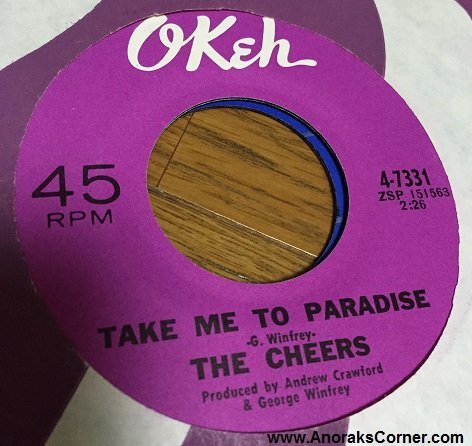 OKeh
45
RPM
4-7331
ZSP 151563
2:26
TAKE ME TO PARADISE
-G. Winfrey-
THE CHEERS
Produced by Andrew Crawford
& George Winfrey
www.AnoraksCorner.com